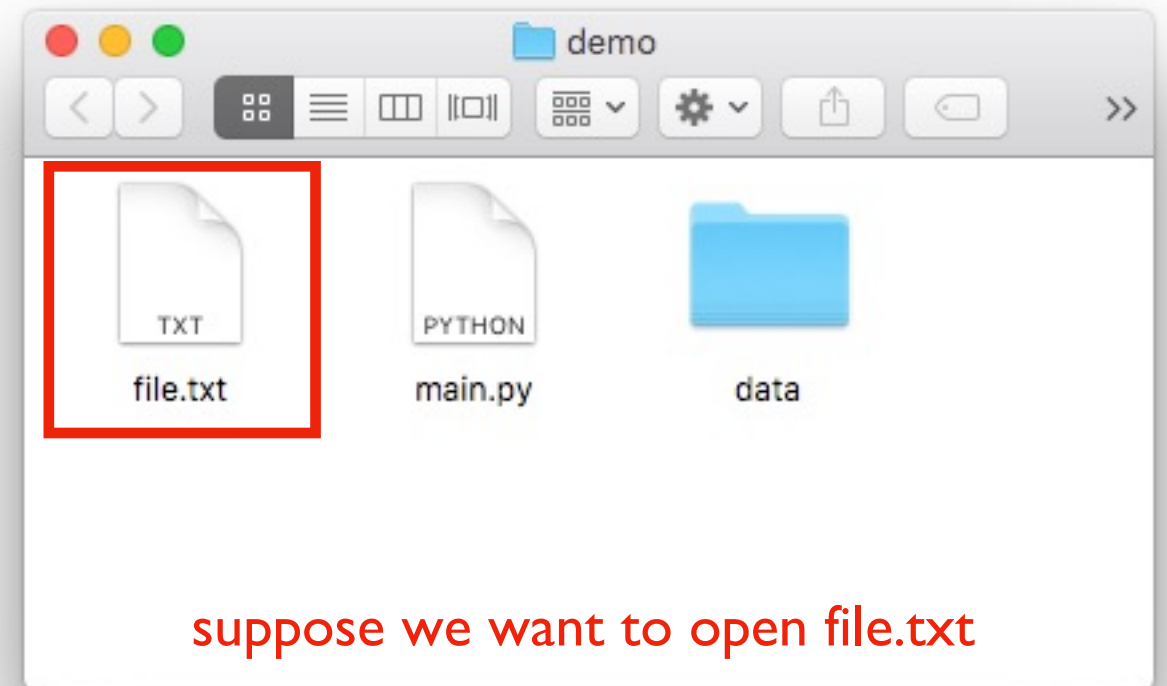 demo
TXT
PYTHON
file.txt
main.py
data
suppose we want to open file.txt